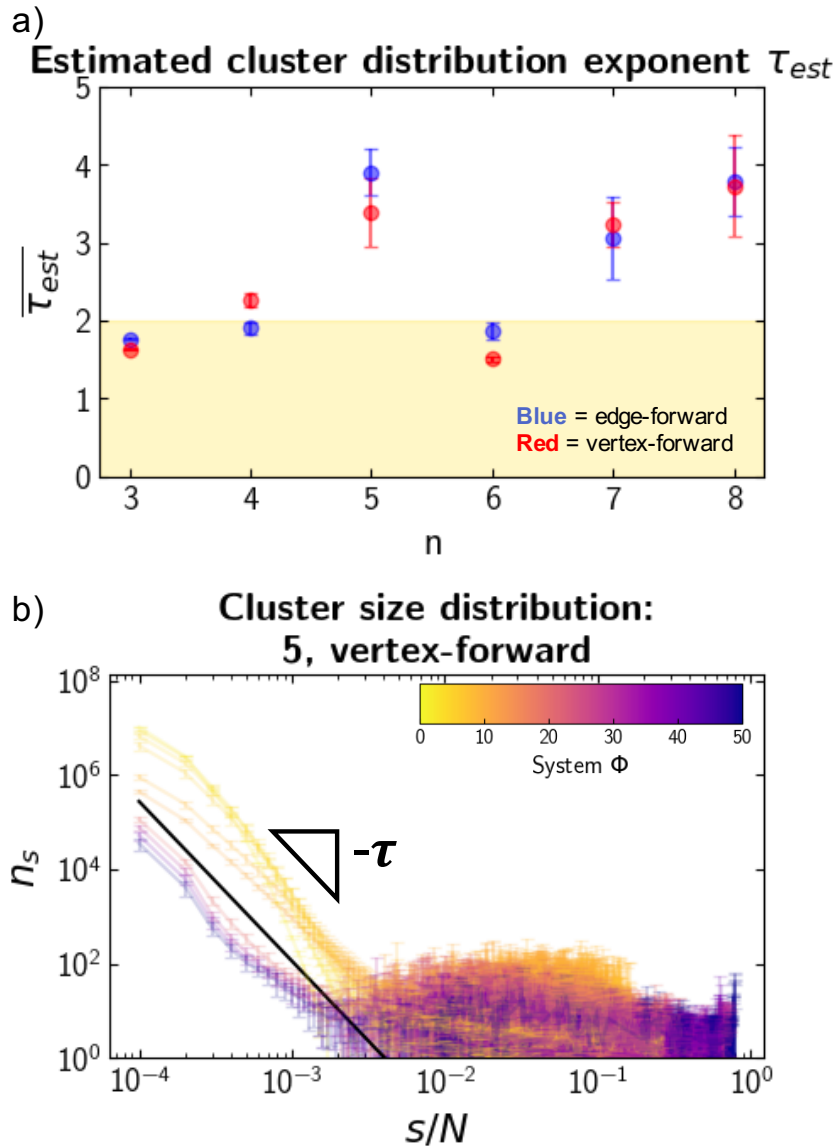 a)
Estimated cluster distribution exponent τest
5
4
3
2
1
0
τest
Blue = edge-forward
Red = vertex-forward
3 4 5 6 7 8
n
b)
Cluster size distribution:
5, vertex-forward
10⁸
10⁶
10⁴
10²
10⁰
ns
0 10 20 30 40 50
System Φ
-τ
10⁻⁴ 10⁻³ 10⁻² 10⁻¹ 10⁰
s/N